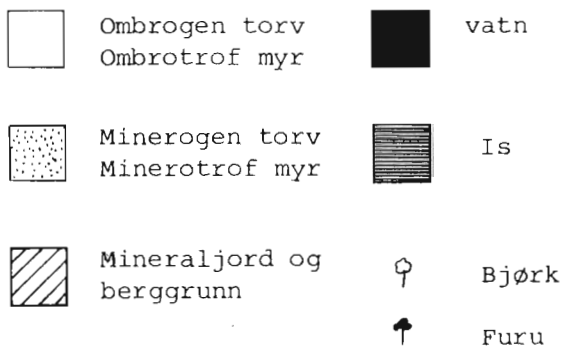 Ombrogen torv
Ombrotrof myr
vatn
Minerogen torv
Minerotrof myr
Is
Mineraljord og
berggrunn
Bjørk
Furu